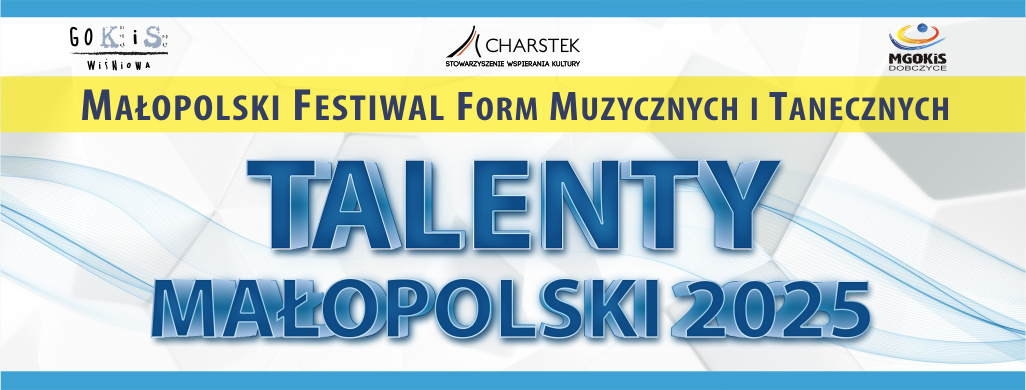 GOKiS
WiŚNiOWA
CHARSTEK
STOWARZYSZENIE WSPIERANIA KULTURY
MGOKiS
DOBCZYCE
MAŁOPOLSKI FESTIWAL FORM MUZYCZNYCH I TANECZNYCH
TALENTY
MAŁOPOLSKI 2025